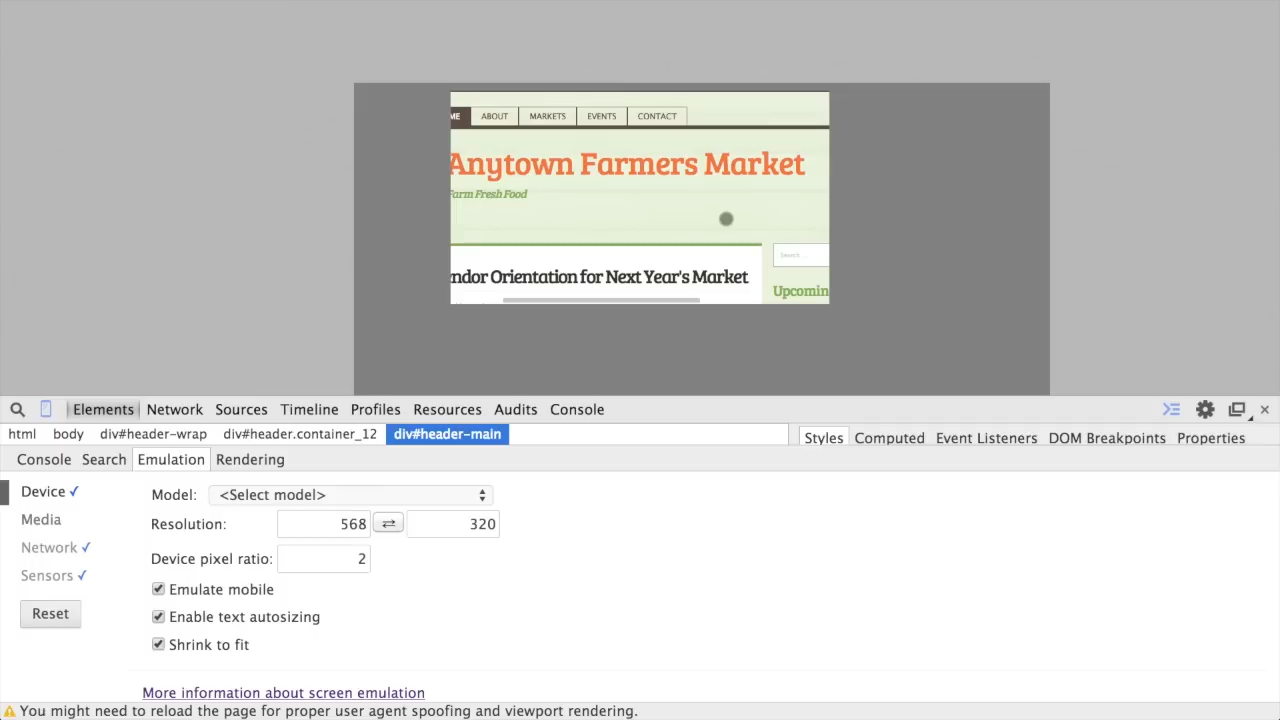 ME ABOUT MARKETS EVENTS CONTACT
Anytown Farmers Market
Farm Fresh Food
Search ...
ndor Orientation for Next Year's Market
Upcomin
Elements Network Sources Timeline Profiles Resources Audits Console
html body div#header-wrap div#header.container_12 div#header-main
Styles Computed Event Listeners DOM Breakpoints Properties
Console Search Emulation Rendering
Device ✓
Media
Network ✓
Sensors ✓
Reset
Model: <Select model>
Resolution: 568 320
Device pixel ratio: 2
Emulate mobile
Enable text autosizing
Shrink to fit
More information about screen emulation
You might need to reload the page for proper user agent spoofing and viewport rendering.